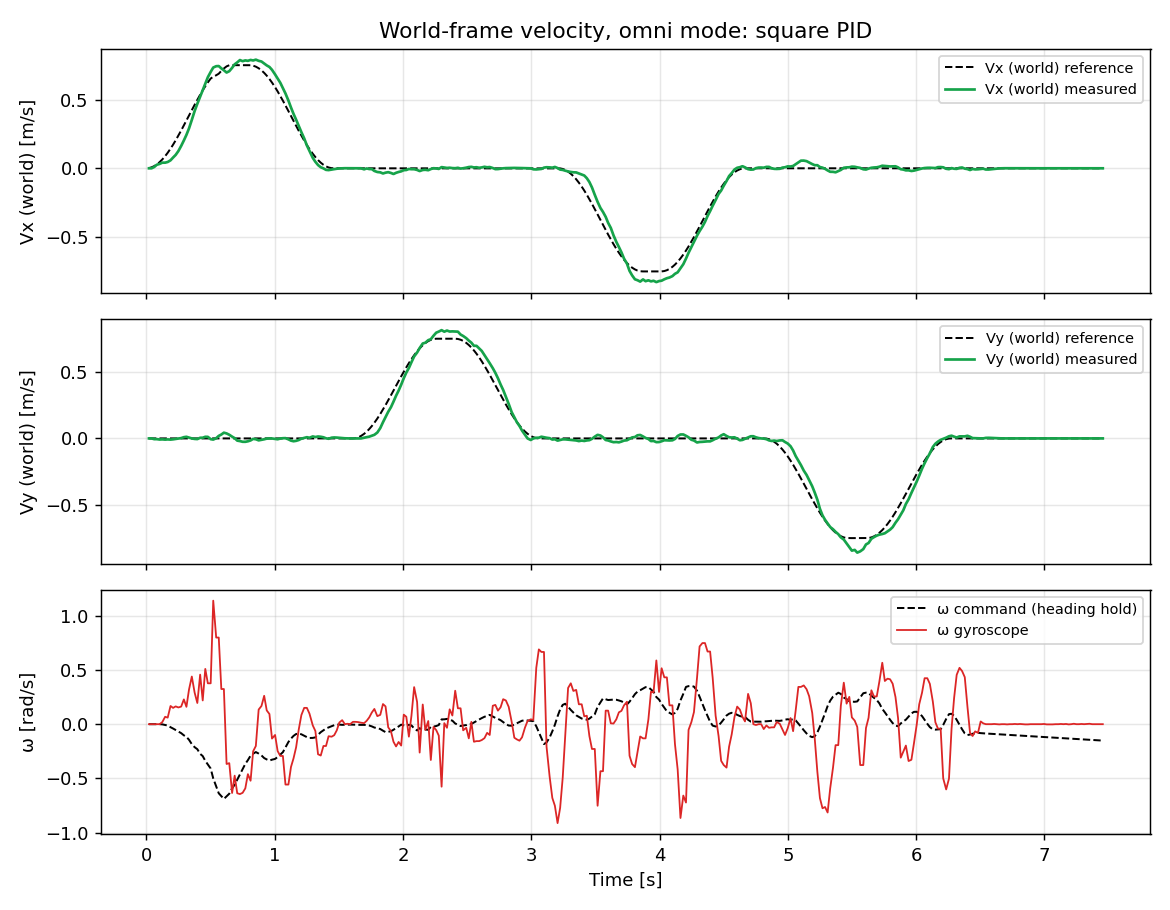 World-frame velocity, omni mode: square PID
Vx (world) [m/s]
0.5
0.0
−0.5
Vx (world) reference
Vx (world) measured
Vy (world) [m/s]
0.5
0.0
−0.5
Vy (world) reference
Vy (world) measured
ω [rad/s]
1.0
0.5
0.0
−0.5
−1.0
ω command (heading hold)
ω gyroscope
0 1 2 3 4 5 6 7
Time [s]